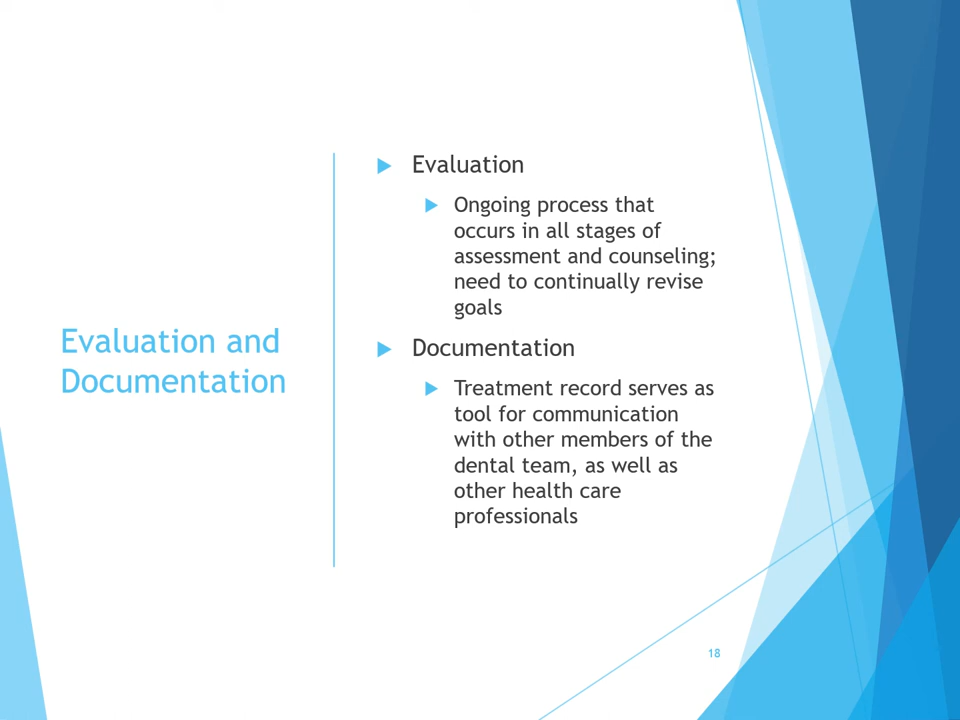 Evaluation and
Documentation
Evaluation
Ongoing process that
occurs in all stages of
assessment and counseling;
need to continually revise
goals
Documentation
Treatment record serves as
tool for communication
with other members of the
dental team, as well as
other health care
professionals
18